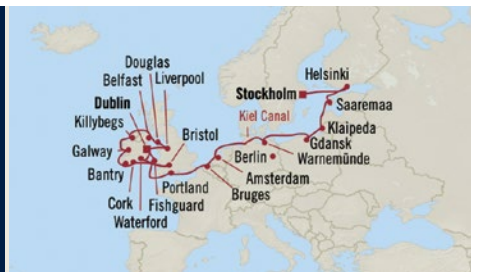 Douglas
Belfast
Liverpool
Dublin
Killybegs
Galway
Bantry
Cork
Waterford
Fishguard
Portland
Bristol
Bruges
Amsterdam
Berlin
Kiel Canal
Warnemünde
Gdansk
Klaipeda
Saaremaa
Helsinki
Stockholm